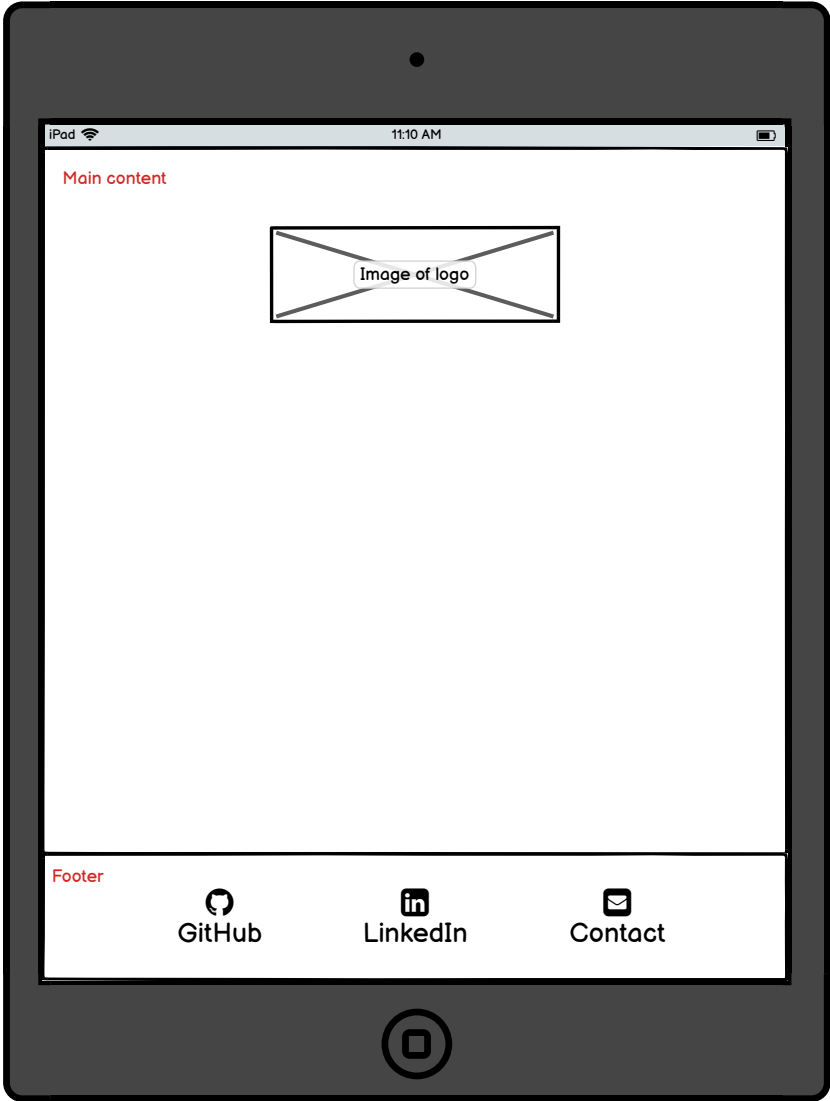 iPad 11:10 AM
Main content
Image of logo
Footer
GitHub LinkedIn Contact